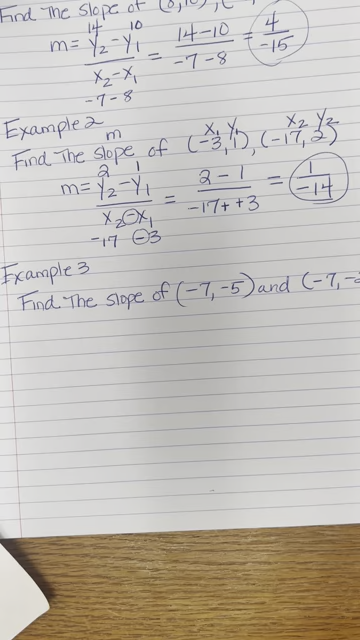 Find The slope of (8,10), (
14 10
m = y₂ - y₁ = 14 - 10 = 4
x₂ - x₁ -7 - 8 -15
-7 - 8
Example 2
m x₁ y₁ x₂ y₂
Find The slope of (-3, 1), (-17, 2)
2 1
m = y₂ - y₁ = 2 - 1 = 1
x₂ - x₁ -17 + +3 -14
-17 - -3
Example 3
Find The slope of (-7, -5) and (-7, -